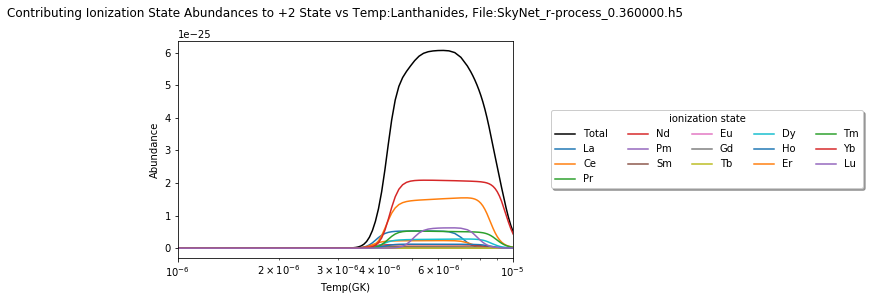 Contributing Ionization State Abundances to +2 State vs Temp:Lanthanides, File:SkyNet_r-process_0.360000.h5
1e−25
6
5
4
3
2
1
0
Abundance
10⁻⁶
2 × 10⁻⁶
3 × 10⁻⁶
4 × 10⁻⁶
6 × 10⁻⁶
10⁻⁵
Temp(GK)
ionization state
Total Nd Eu Dy Tm
La Pm Gd Ho Yb
Ce Sm Tb Er Lu
Pr